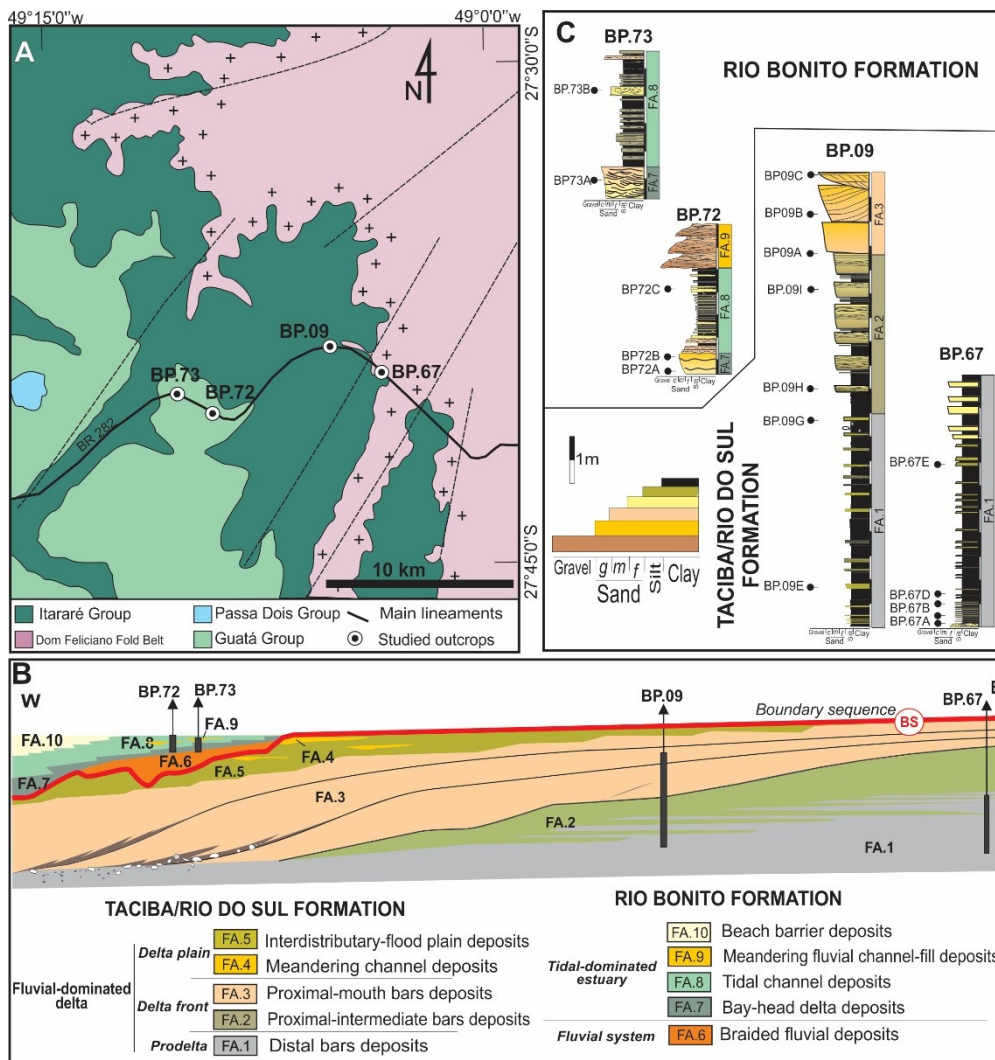 49°15'0''w
49°0'0''w
A
N
27°30'0''S
27°45'0''S
BP.09
BP.73
BP.67
BP.72
BR 282
10 km
Itararé Group
Passa Dois Group
Main lineaments
Dom Feliciano Fold Belt
Guatá Group
Studied outcrops
C
RIO BONITO FORMATION
BP.73
BP.73B
BP73A
FA.8
FA.7
Gravel
Sand
Clay
BP.72
BP72C
BP72B
BP72A
FA.9
FA.8
FA.7
Gravel
Sand
Clay
BP.09
BP09C
BP09B
BP09A
BP.09I
BP.09H
BP.09G
BP.09E
FA.3
FA.2
FA.1
Gravel
Sand
Clay
BP.67
BP.67E
BP.67D
BP.67B
BP.67A
FA.1
Gravel
Sand
Clay
TACIBA/RIO DO SUL
FORMATION
1m
Gravel g m f Silt Clay
Sand
B
W
BP.72
BP.73
BP.09
BP.67
E
Boundary sequence
BS
FA.10
FA.9
FA.8
FA.7
FA.6
FA.5
FA.4
FA.3
FA.2
FA.1
TACIBA/RIO DO SUL FORMATION
Fluvial-dominated
delta
Delta plain
FA.5 Interdistributary-flood plain deposits
FA.4 Meandering channel deposits
Delta front
FA.3 Proximal-mouth bars deposits
FA.2 Proximal-intermediate bars deposits
Prodelta
FA.1 Distal bars deposits
RIO BONITO FORMATION
Tidal-dominated
estuary
FA.10 Beach barrier deposits
FA.9 Meandering fluvial channel-fill deposits
FA.8 Tidal channel deposits
FA.7 Bay-head delta deposits
Fluvial system
FA.6 Braided fluvial deposits